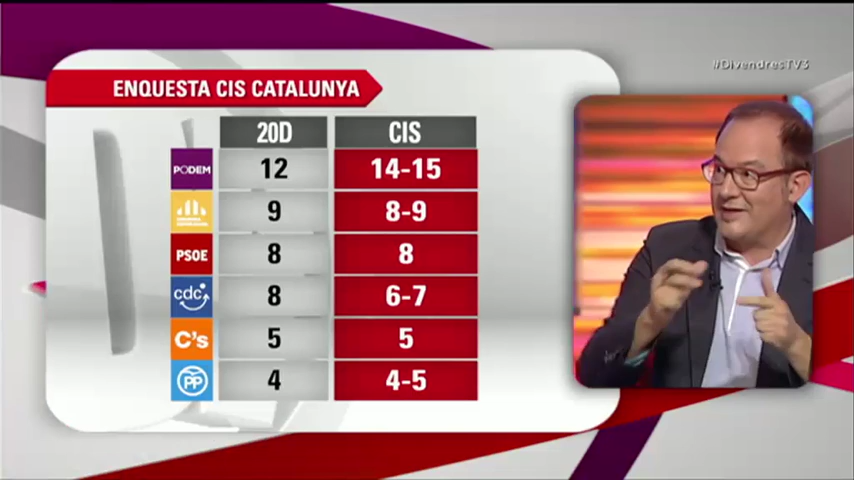 #DivendresTV3
ENQUESTA CIS CATALUNYA
20D CIS
PODEM 12 14-15
9 8-9
PSOE 8 8
cdc 8 6-7
C's 5 5
PP 4 4-5